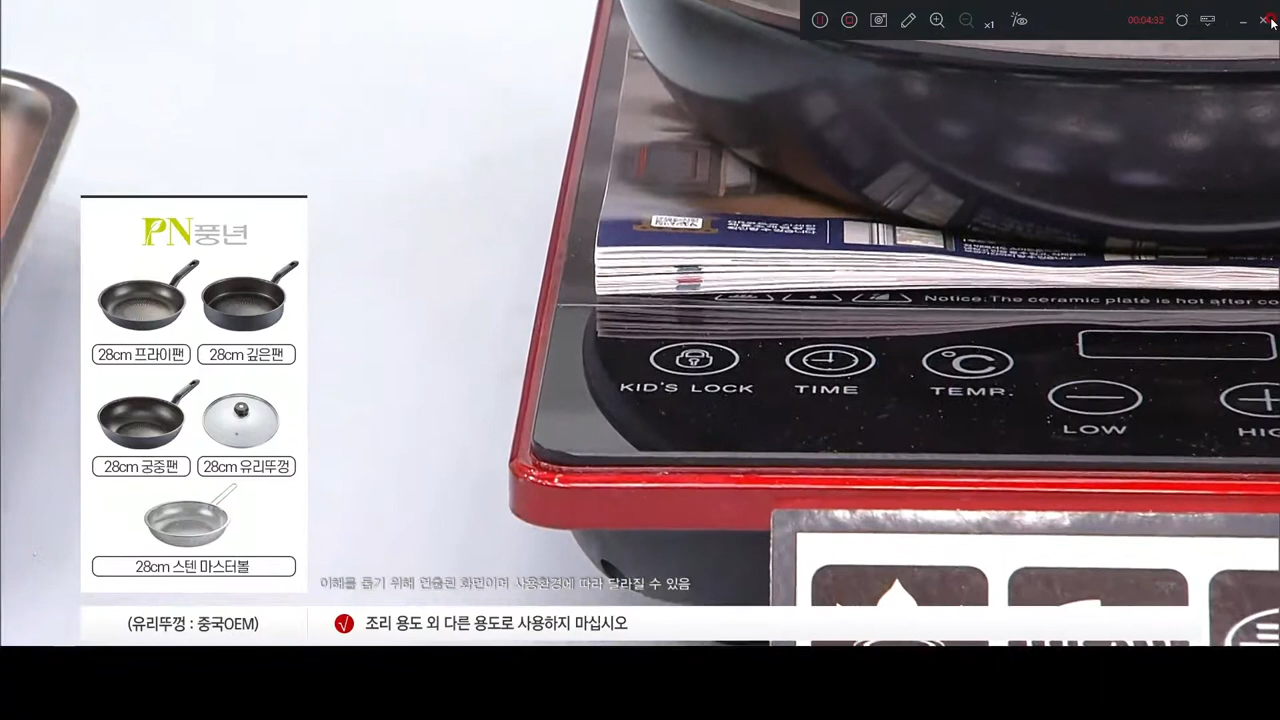 00:04:32
x1
PN풍년
28cm 프라이팬
28cm 깊은팬
28cm 궁중팬
28cm 유리뚜껑
28cm 스텐 마스터볼
Notice: The ceramic plate is hot after co
KID'S LOCK
TIME
°C
TEMR.
LOW
HIG
이해를 돕기 위해 연출된 화면이며 사용환경에 따라 달라질 수 있음
(유리뚜껑 : 중국OEM)
조리 용도 외 다른 용도로 사용하지 마십시오